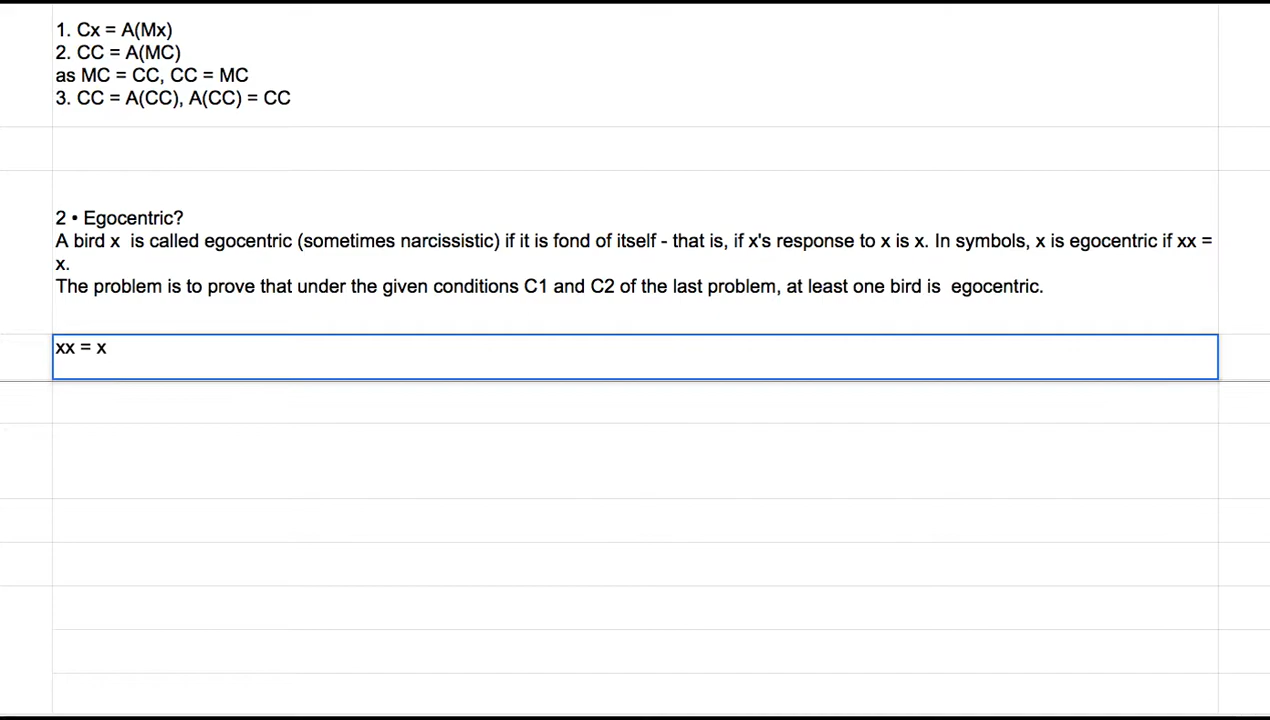 1. Cx = A(Mx)
2. CC = A(MC)
as MC = CC, CC = MC
3. CC = A(CC), A(CC) = CC
2 • Egocentric?
A bird x  is called egocentric (sometimes narcissistic) if it is fond of itself - that is, if x's response to x is x. In symbols, x is egocentric if xx =
x.
The problem is to prove that under the given conditions C1 and C2 of the last problem, at least one bird is  egocentric.
xx = x